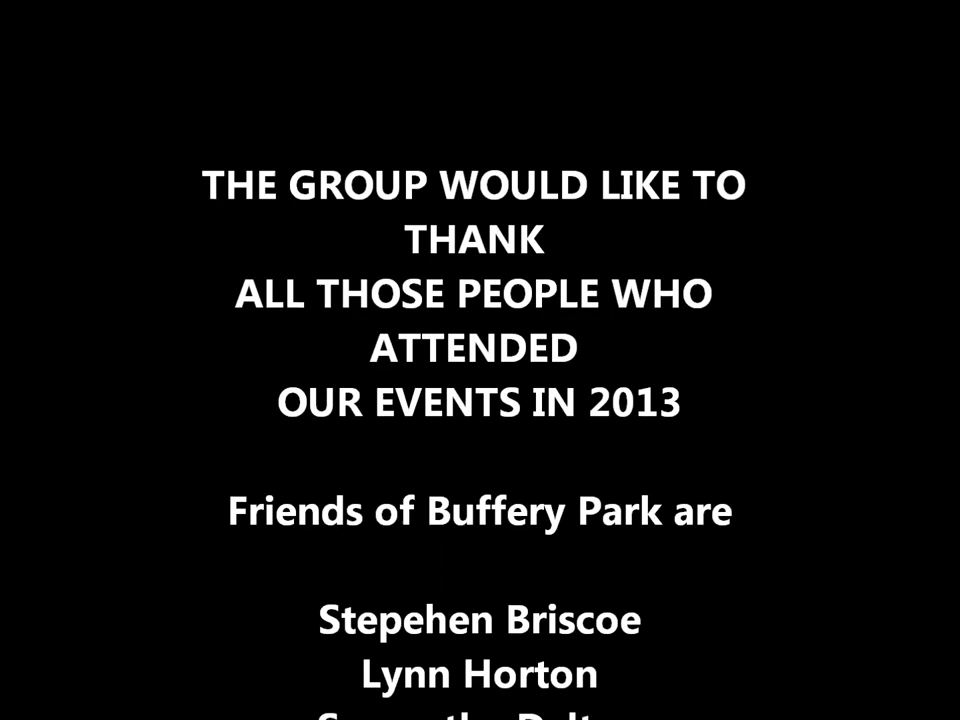 THE GROUP WOULD LIKE TO
THANK
ALL THOSE PEOPLE WHO
ATTENDED
OUR EVENTS IN 2013
Friends of Buffery Park are
Stepehen Briscoe
Lynn Horton